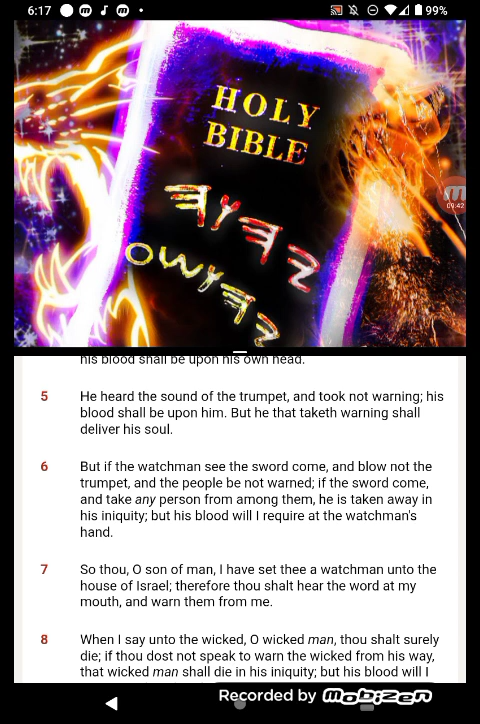 6:17
99%
HOLY
BIBLE
𐤉𐤄𐤅𐤄
𐤉𐤄𐤅𐤔𐤏
09:42
his blood shall be upon his own head.
5 He heard the sound of the trumpet, and took not warning; his
blood shall be upon him. But he that taketh warning shall
deliver his soul.
6 But if the watchman see the sword come, and blow not the
trumpet, and the people be not warned; if the sword come,
and take any person from among them, he is taken away in
his iniquity; but his blood will I require at the watchman's
hand.
7 So thou, O son of man, I have set thee a watchman unto the
house of Israel; therefore thou shalt hear the word at my
mouth, and warn them from me.
8 When I say unto the wicked, O wicked man, thou shalt surely
die; if thou dost not speak to warn the wicked from his way,
that wicked man shall die in his iniquity; but his blood will I
Recorded by Mobizen